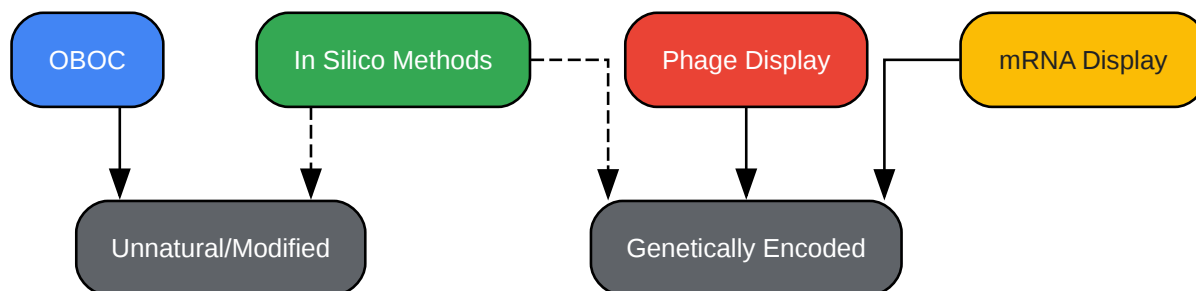 OBOC
In Silico Methods
Phage Display
mRNA Display
Unnatural/Modified
Genetically Encoded